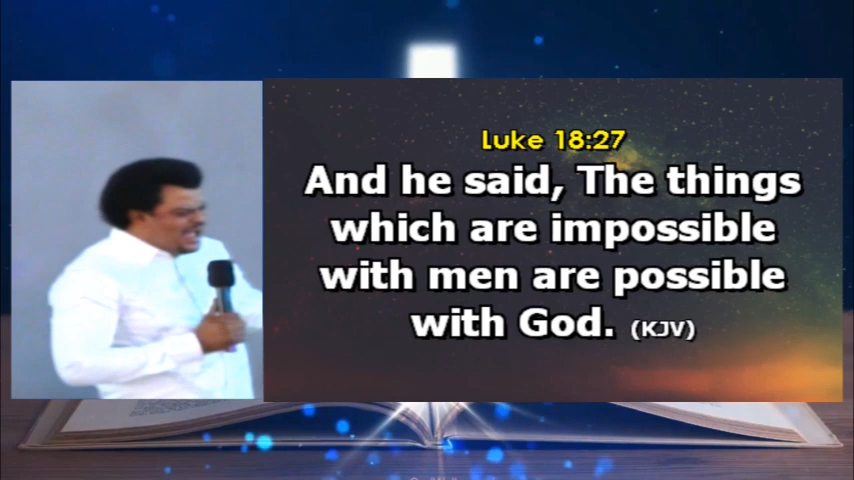 Luke 18:27
And he said, The things
which are impossible
with men are possible
with God. (KJV)